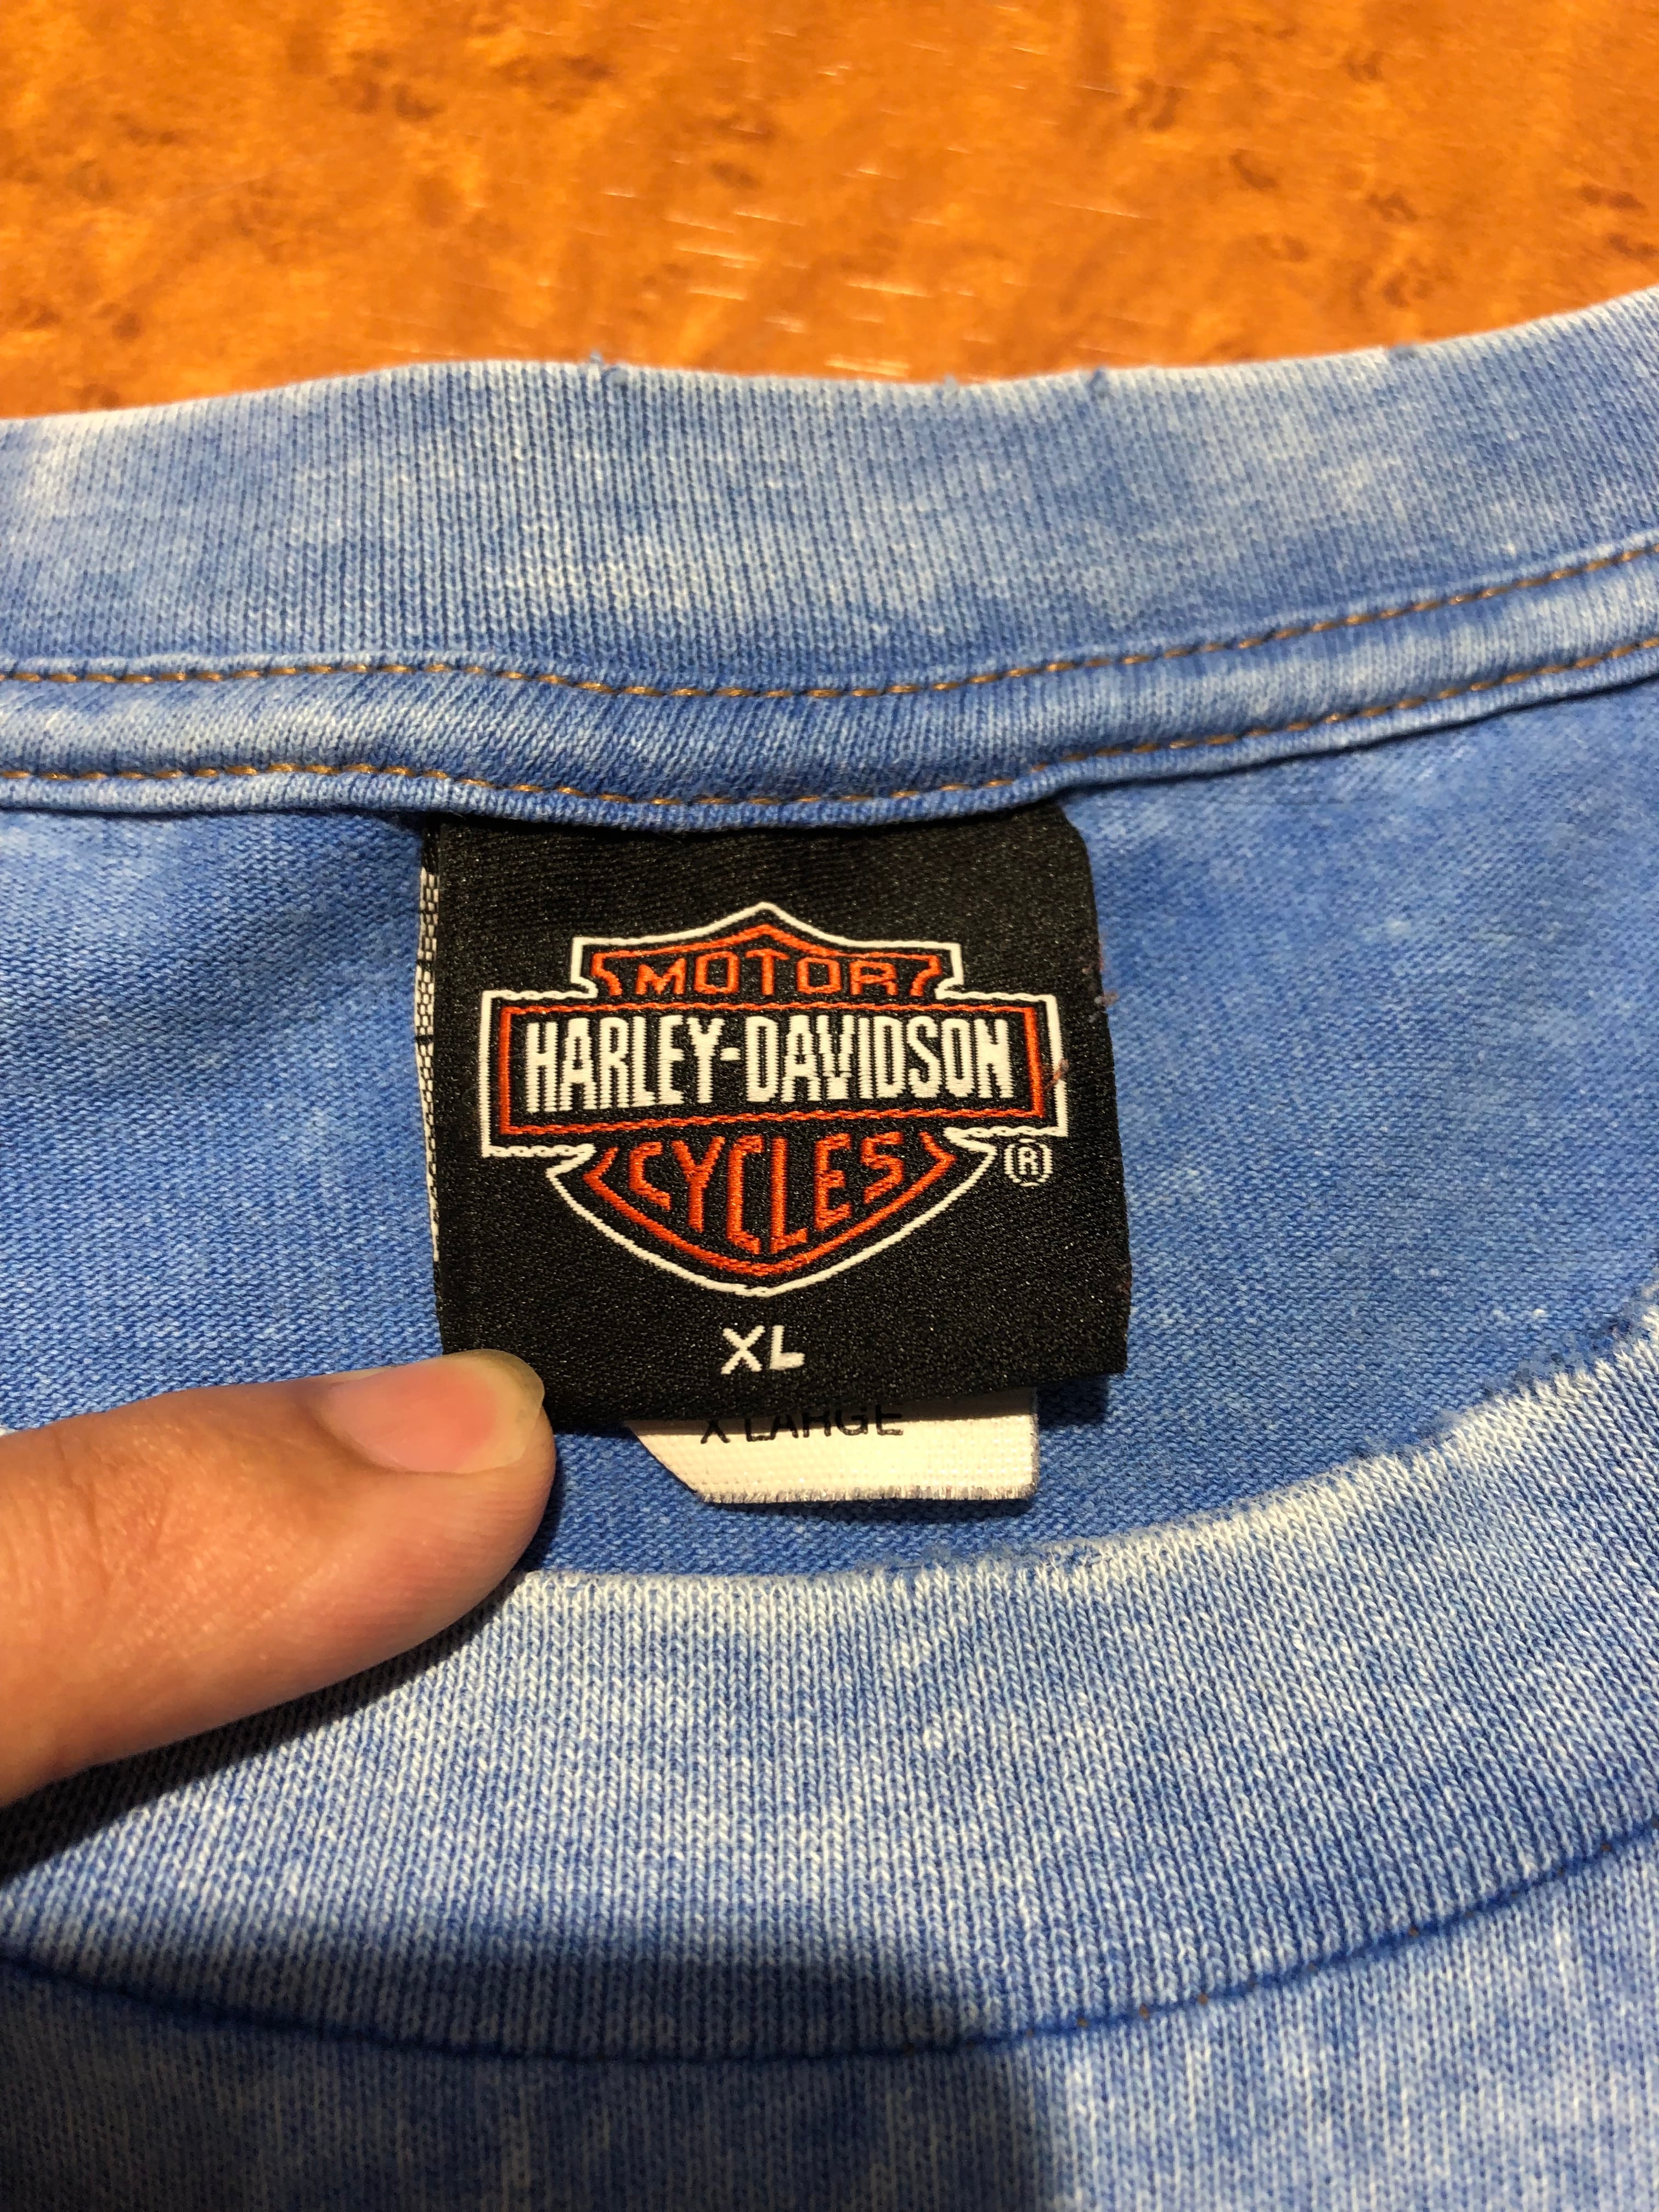 MOTOR
HARLEY-DAVIDSON
CYCLES
®
XL
X LARGE